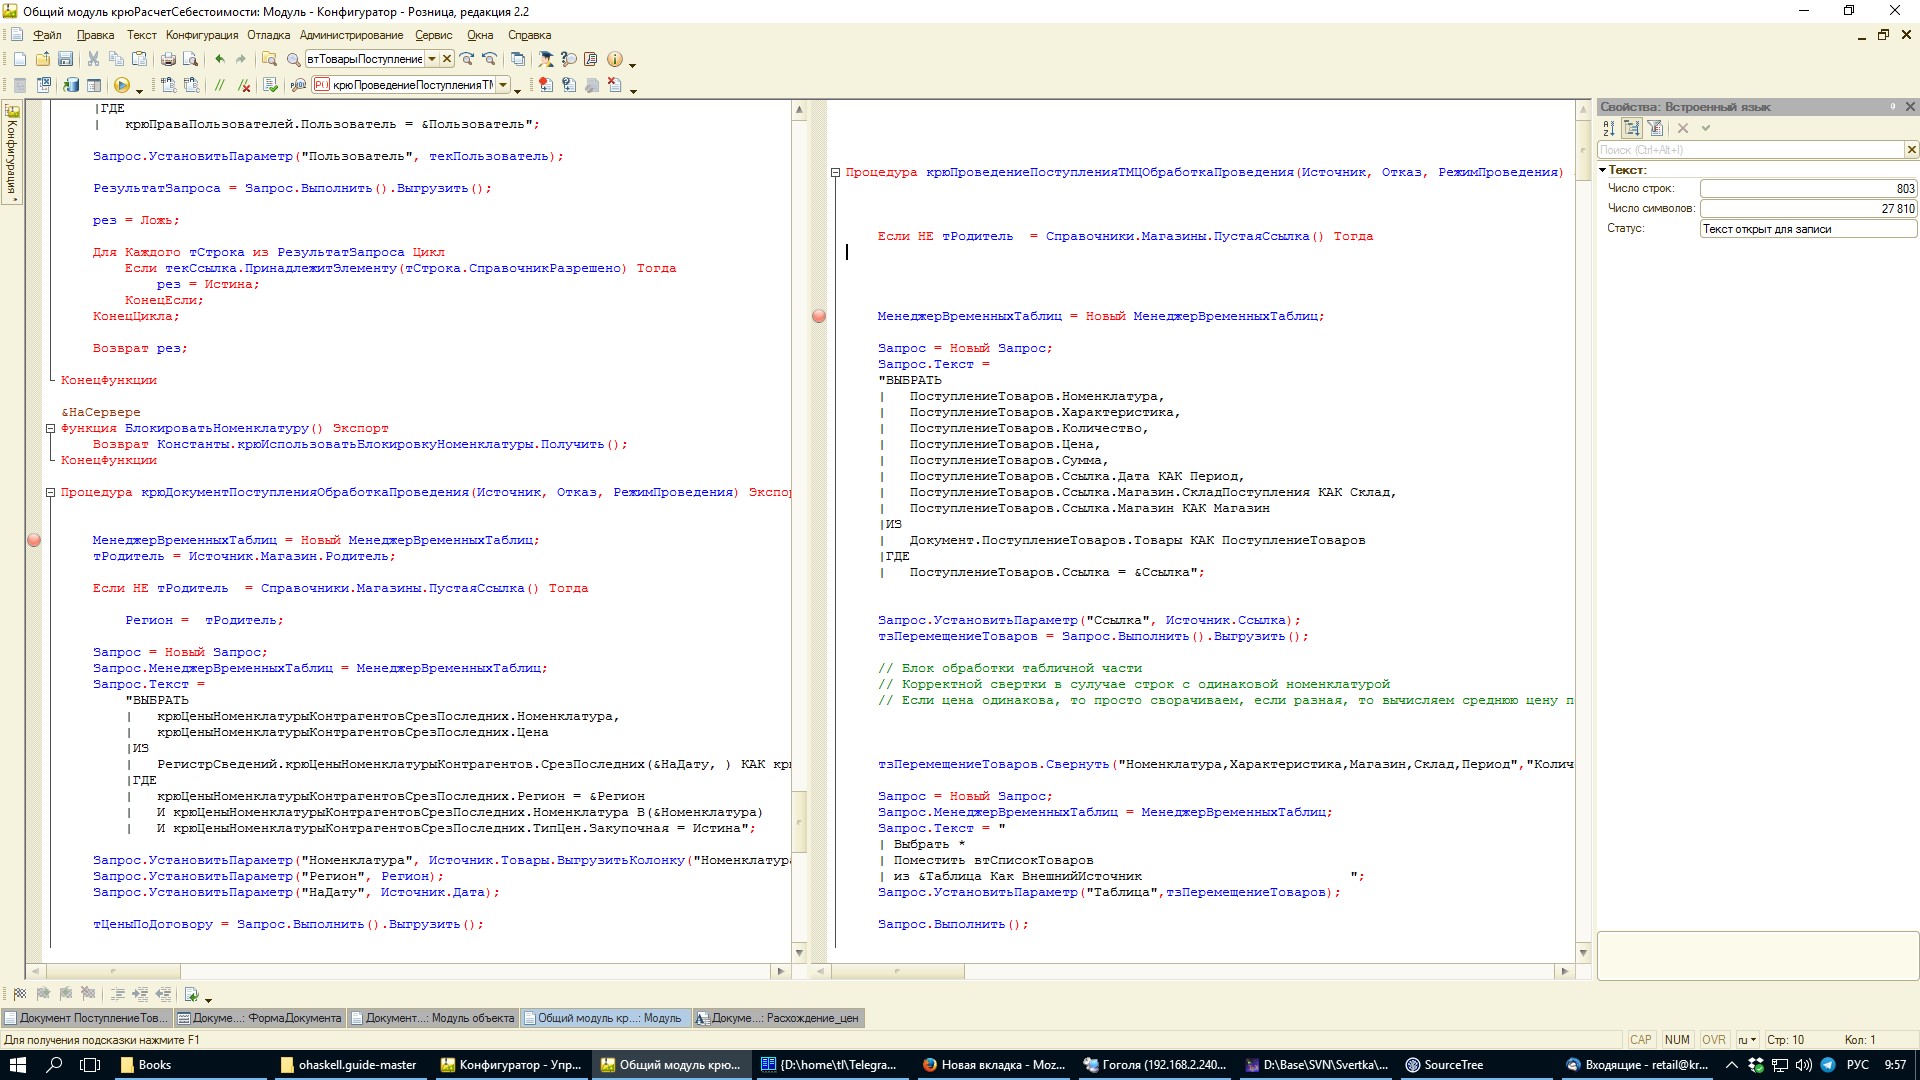 Общий модуль крюРасчетСебестоимости: Модуль - Конфигуратор - Розница, редакция 2.2
Файл Правка Текст Конфигурация Отладка Администрирование Сервис Окна Справка
втТоварыПоступление
крюПроведениеПоступленияТМ
Конфигурация
|ГДЕ
|   крюПраваПользователей.Пользователь = &Пользователь";
Запрос.УстановитьПараметр("Пользователь", текПользователь);
РезультатЗапроса = Запрос.Выполнить().Выгрузить();
рез = Ложь;
Для Каждого тСтрока из РезультатЗапроса Цикл
Если текСсылка.ПринадлежитЭлементу(тСтрока.СправочникРазрешено) Тогда
рез = Истина;
КонецЕсли;
КонецЦикла;
Возврат рез;
КонецФункции
&НаСервере
Функция БлокироватьНоменклатуру() Экспорт
Возврат Константы.крюИспользоватьБлокировкуНоменклатуры.Получить();
КонецФункции
Процедура крюДокументПоступленияОбработкаПроведения(Источник, Отказ, РежимПроведения) Экспор
МенеджерВременныхТаблиц = Новый МенеджерВременныхТаблиц;
тРодитель = Источник.Магазин.Родитель;
Если НЕ тРодитель  = Справочники.Магазины.ПустаяСсылка() Тогда
Регион =  тРодитель;
Запрос = Новый Запрос;
Запрос.МенеджерВременныхТаблиц = МенеджерВременныхТаблиц;
Запрос.Текст =
"ВЫБРАТЬ
|   крюЦеныНоменклатурыКонтрагентовСрезПоследних.Номенклатура,
|   крюЦеныНоменклатурыКонтрагентовСрезПоследних.Цена
|ИЗ
|   РегистрСведений.крюЦеныНоменклатурыКонтрагентов.СрезПоследних(&НаДату, ) КАК крю
|ГДЕ
|   крюЦеныНоменклатурыКонтрагентовСрезПоследних.Регион = &Регион
|   И крюЦеныНоменклатурыКонтрагентовСрезПоследних.Номенклатура В(&Номенклатура)
|   И крюЦеныНоменклатурыКонтрагентовСрезПоследних.ТипЦен.Закупочная = Истина";
Запрос.УстановитьПараметр("Номенклатура", Источник.Товары.ВыгрузитьКолонку("Номенклатура
Запрос.УстановитьПараметр("Регион", Регион);
Запрос.УстановитьПараметр("НаДату", Источник.Дата);
тЦеныПоДоговору = Запрос.Выполнить().Выгрузить();
Процедура крюПроведениеПоступленияТМЦОбработкаПроведения(Источник, Отказ, РежимПроведения)
Если НЕ тРодитель  = Справочники.Магазины.ПустаяСсылка() Тогда
МенеджерВременныхТаблиц = Новый МенеджерВременныхТаблиц;
Запрос = Новый Запрос;
Запрос.Текст =
"ВЫБРАТЬ
|   ПоступлениеТоваров.Номенклатура,
|   ПоступлениеТоваров.Характеристика,
|   ПоступлениеТоваров.Количество,
|   ПоступлениеТоваров.Цена,
|   ПоступлениеТоваров.Сумма,
|   ПоступлениеТоваров.Ссылка.Дата КАК Период,
|   ПоступлениеТоваров.Ссылка.Магазин.СкладПоступления КАК Склад,
|   ПоступлениеТоваров.Ссылка.Магазин КАК Магазин
|ИЗ
|   Документ.ПоступлениеТоваров.Товары КАК ПоступлениеТоваров
|ГДЕ
|   ПоступлениеТоваров.Ссылка = &Ссылка";
Запрос.УстановитьПараметр("Ссылка", Источник.Ссылка);
тзПеремещениеТоваров = Запрос.Выполнить().Выгрузить();
// Блок обработки табличной части
// Корректной свертки в сулучае строк с одинаковой номенклатурой
// Если цена одинакова, то просто сворачиваем, если разная, то вычисляем среднюю цену п
тзПеремещениеТоваров.Свернуть("Номенклатура,Характеристика,Магазин,Склад,Период","Колич
Запрос = Новый Запрос;
Запрос.МенеджерВременныхТаблиц = МенеджерВременныхТаблиц;
Запрос.Текст = "
| Выбрать *
| Поместить втСписокТоваров
| из &Таблица Как ВнешнийИсточник ";
Запрос.УстановитьПараметр("Таблица",тзПеремещениеТоваров);
Запрос.Выполнить();
Свойства: Встроенный язык
Поиск (Ctrl+Alt+I)
Текст:
Число строк: 803
Число символов: 27 810
Статус: Текст открыт для записи
Документ ПоступлениеТов... Докуме...: ФормаДокумента Документ...: Модуль объекта Общий модуль кр...: Модуль Докуме...: Расхождение_цен
Для получения подсказки нажмите F1 CAP NUM OVR ru Стр: 10 Кол: 1
Books ohaskell.guide-master Конфигуратор - Упр... Общий модуль крю... {D:\home\tl\Telegra... Новая вкладка - Moz... Гоголя (192.168.2.240... D:\Base\SVN\Svertka\... SourceTree Входящие - retail@kr... РУС 9:57